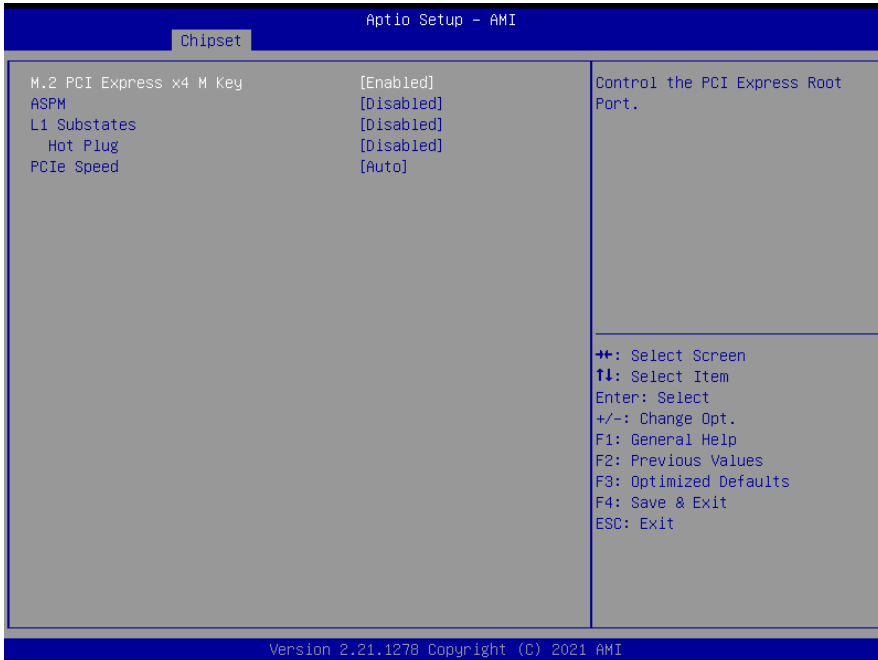 Aptio Setup - AMI
Chipset
M.2 PCI Express x4 M Key [Enabled]
ASPM [Disabled]
L1 Substates [Disabled]
Hot Plug [Disabled]
PCIe Speed [Auto]
Control the PCI Express Root
Port.
→←: Select Screen
↑↓: Select Item
Enter: Select
+/-: Change Opt.
F1: General Help
F2: Previous Values
F3: Optimized Defaults
F4: Save & Exit
ESC: Exit
Version 2.21.1278 Copyright (C) 2021 AMI